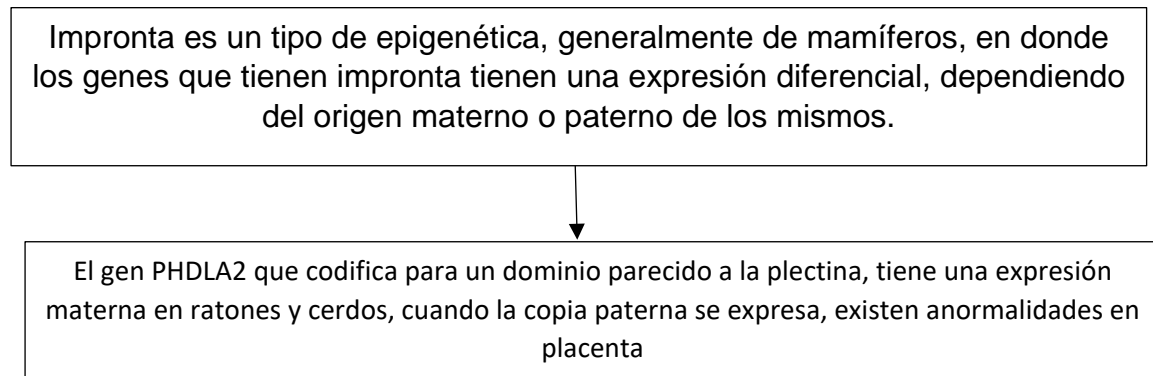 Impronta es un tipo de epigenética, generalmente de mamíferos, en donde
los genes que tienen impronta tienen una expresión diferencial, dependiendo
del origen materno o paterno de los mismos.
El gen PHDLA2 que codifica para un dominio parecido a la plectina, tiene una expresión
materna en ratones y cerdos, cuando la copia paterna se expresa, existen anormalidades en
placenta